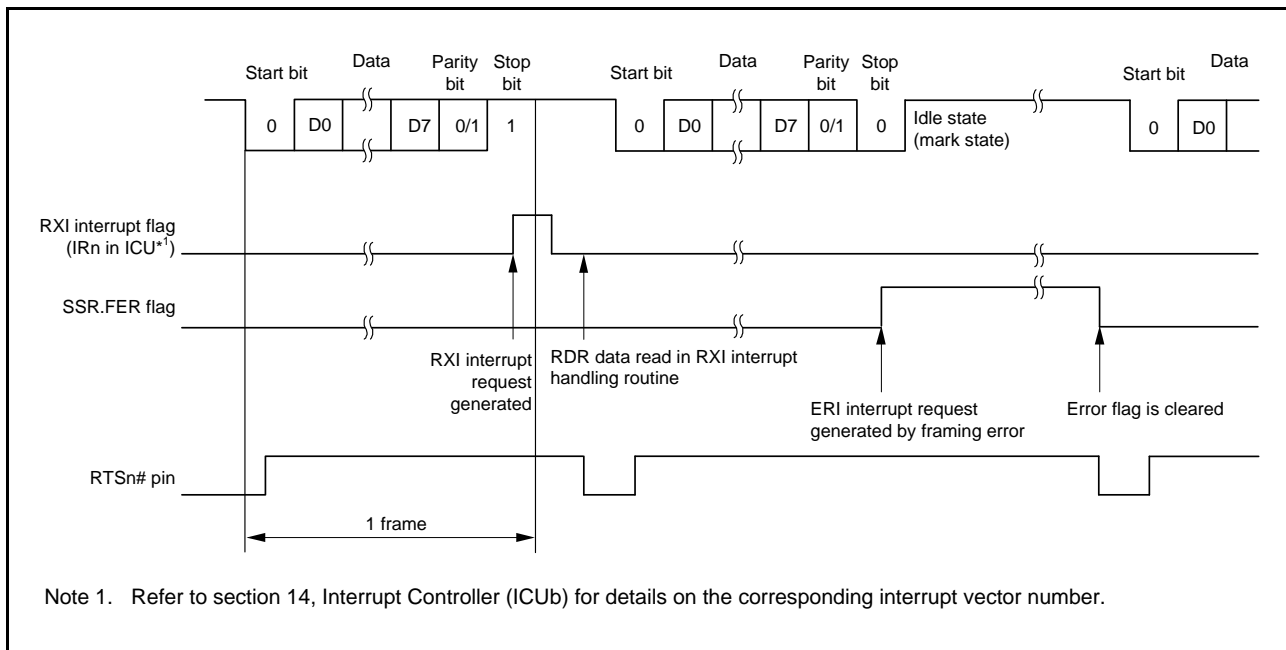 Start bit
Data
Parity bit
Stop bit
Start bit
Data
Parity bit
Stop bit
Start bit
Data
0
D0
D7
0/1
1
0
D0
D7
0/1
0
Idle state
(mark state)
0
D0
RXI interrupt flag
(IRn in ICU*1)
SSR.FER flag
RXI interrupt
request
generated
RDR data read in RXI interrupt
handling routine
ERI interrupt request
generated by framing error
Error flag is cleared
RTSn# pin
1 frame
Note 1. Refer to section 14, Interrupt Controller (ICUb) for details on the corresponding interrupt vector number.